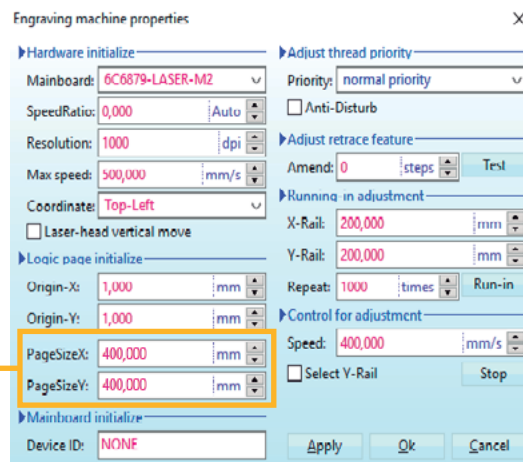 Engraving machine properties
Hardware initialize
Mainboard: 6C6879-LASER-M2
SpeedRatio: 0,000 Auto
Resolution: 1000 dpi
Max speed: 500,000 mm/s
Coordinate: Top-Left
Laser-head vertical move
Logic page initialize
Origin-X: 1,000 mm
Origin-Y: 1,000 mm
PageSizeX: 400,000 mm
PageSizeY: 400,000 mm
Mainboard initialize
Device ID: NONE
Adjust thread priority
Priority: normal priority
Anti-Disturb
Adjust retrace feature
Amend: 0 steps Test
Running-in adjustment
X-Rail: 200,000 mm
Y-Rail: 200,000 mm
Repeat: 1000 times Run-in
Control for adjustment
Speed: 400,000 mm/s
Select Y-Rail Stop
Apply Ok Cancel